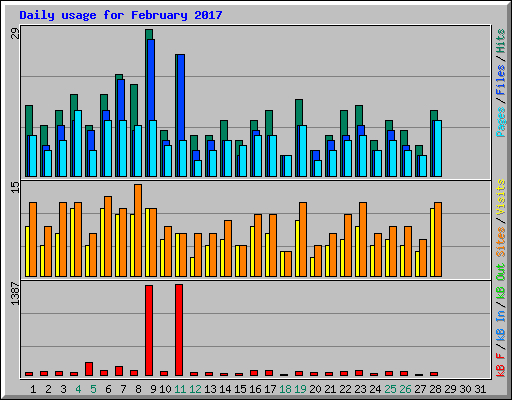 Daily usage for February 2017
29
Pages / Files / Hits
15
Sites / Visits
1387
kB F / kB In / kB Out
1 2 3 4 5 6 7 8 9 10 11 12 13 14 15 16 17 18 19 20 21 22 23 24 25 26 27 28 29 30 31